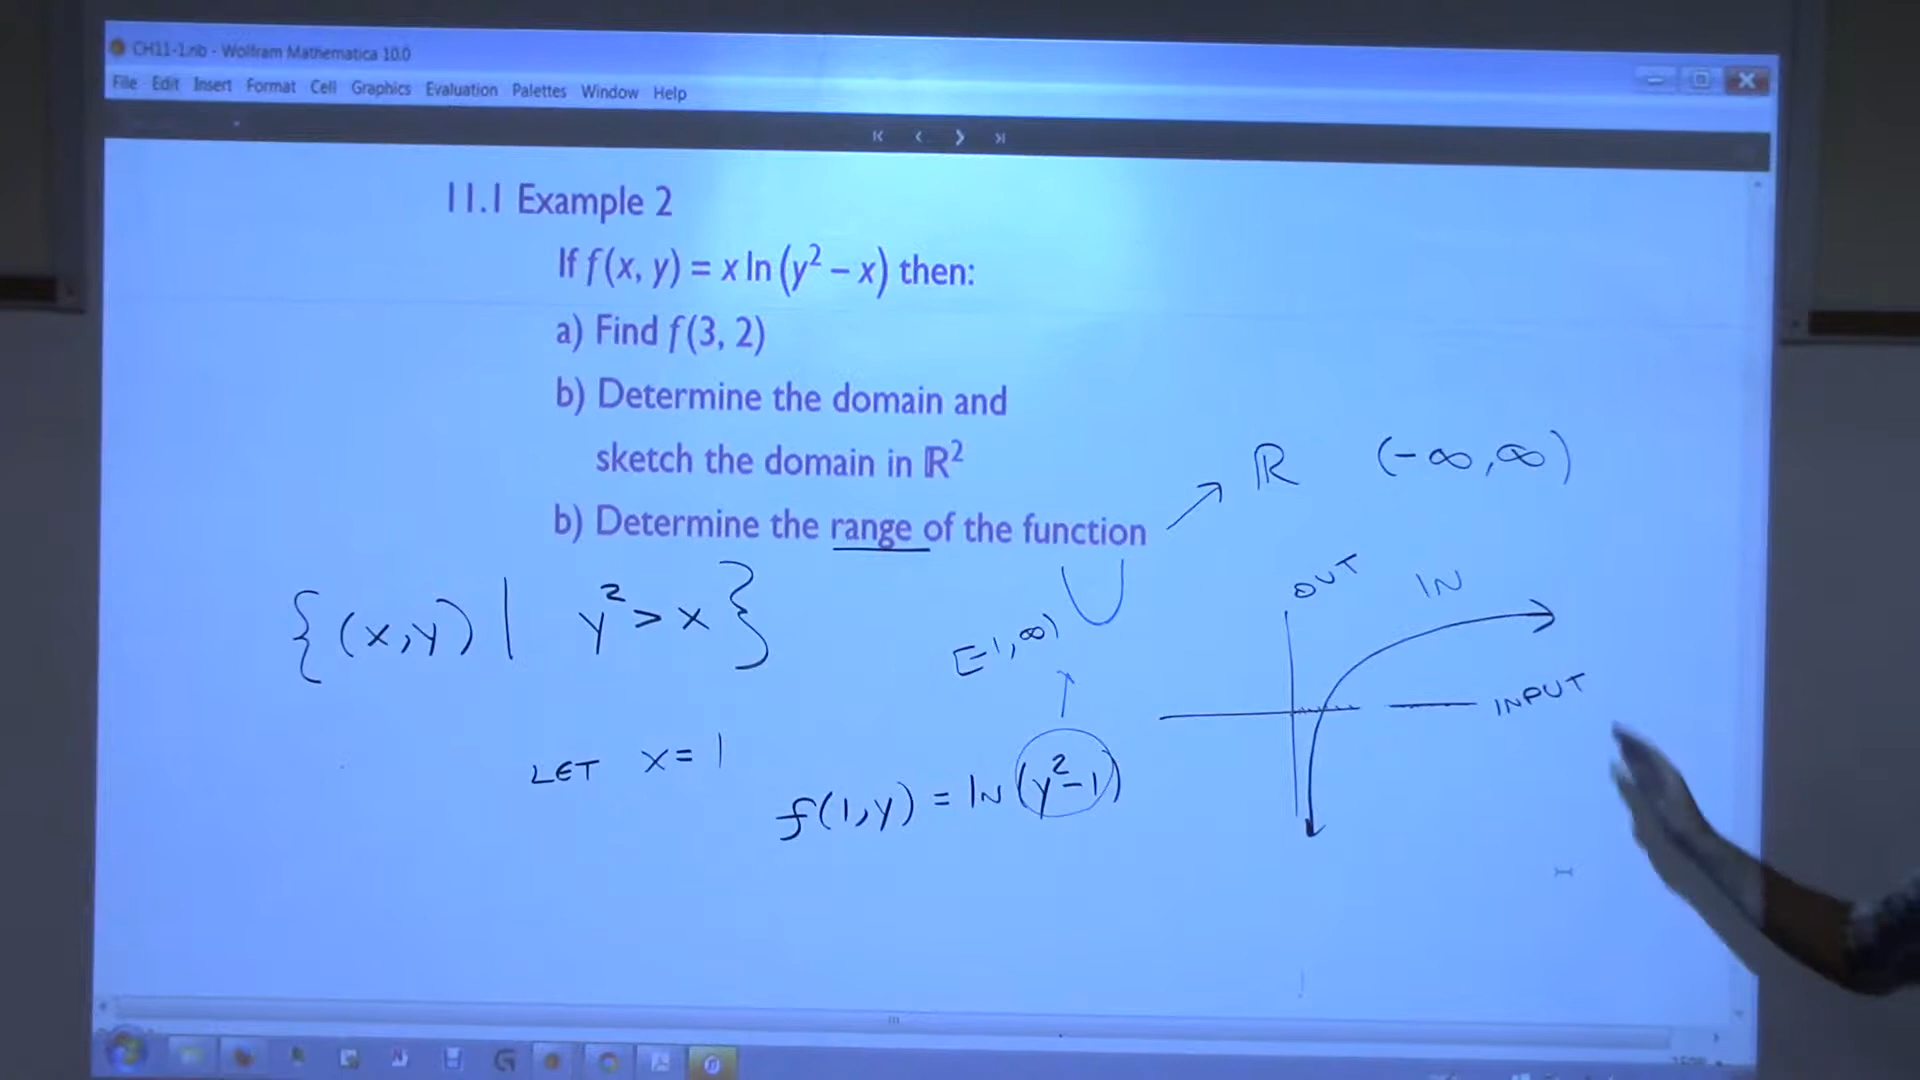 CH11-1.nb - Wolfram Mathematica 10.0
File Edit Insert Format Cell Graphics Evaluation Palettes Window Help
11.1 Example 2
If f(x, y) = x ln(y² – x) then:
a) Find f(3, 2)
b) Determine the domain and
sketch the domain in ℝ²
b) Determine the range of the function
ℝ (-∞,∞)
{(x,y) | y² > x}
[-1,∞)
OUT
IN
INPUT
LET x = 1
f(1,y) = ln(y²-1)